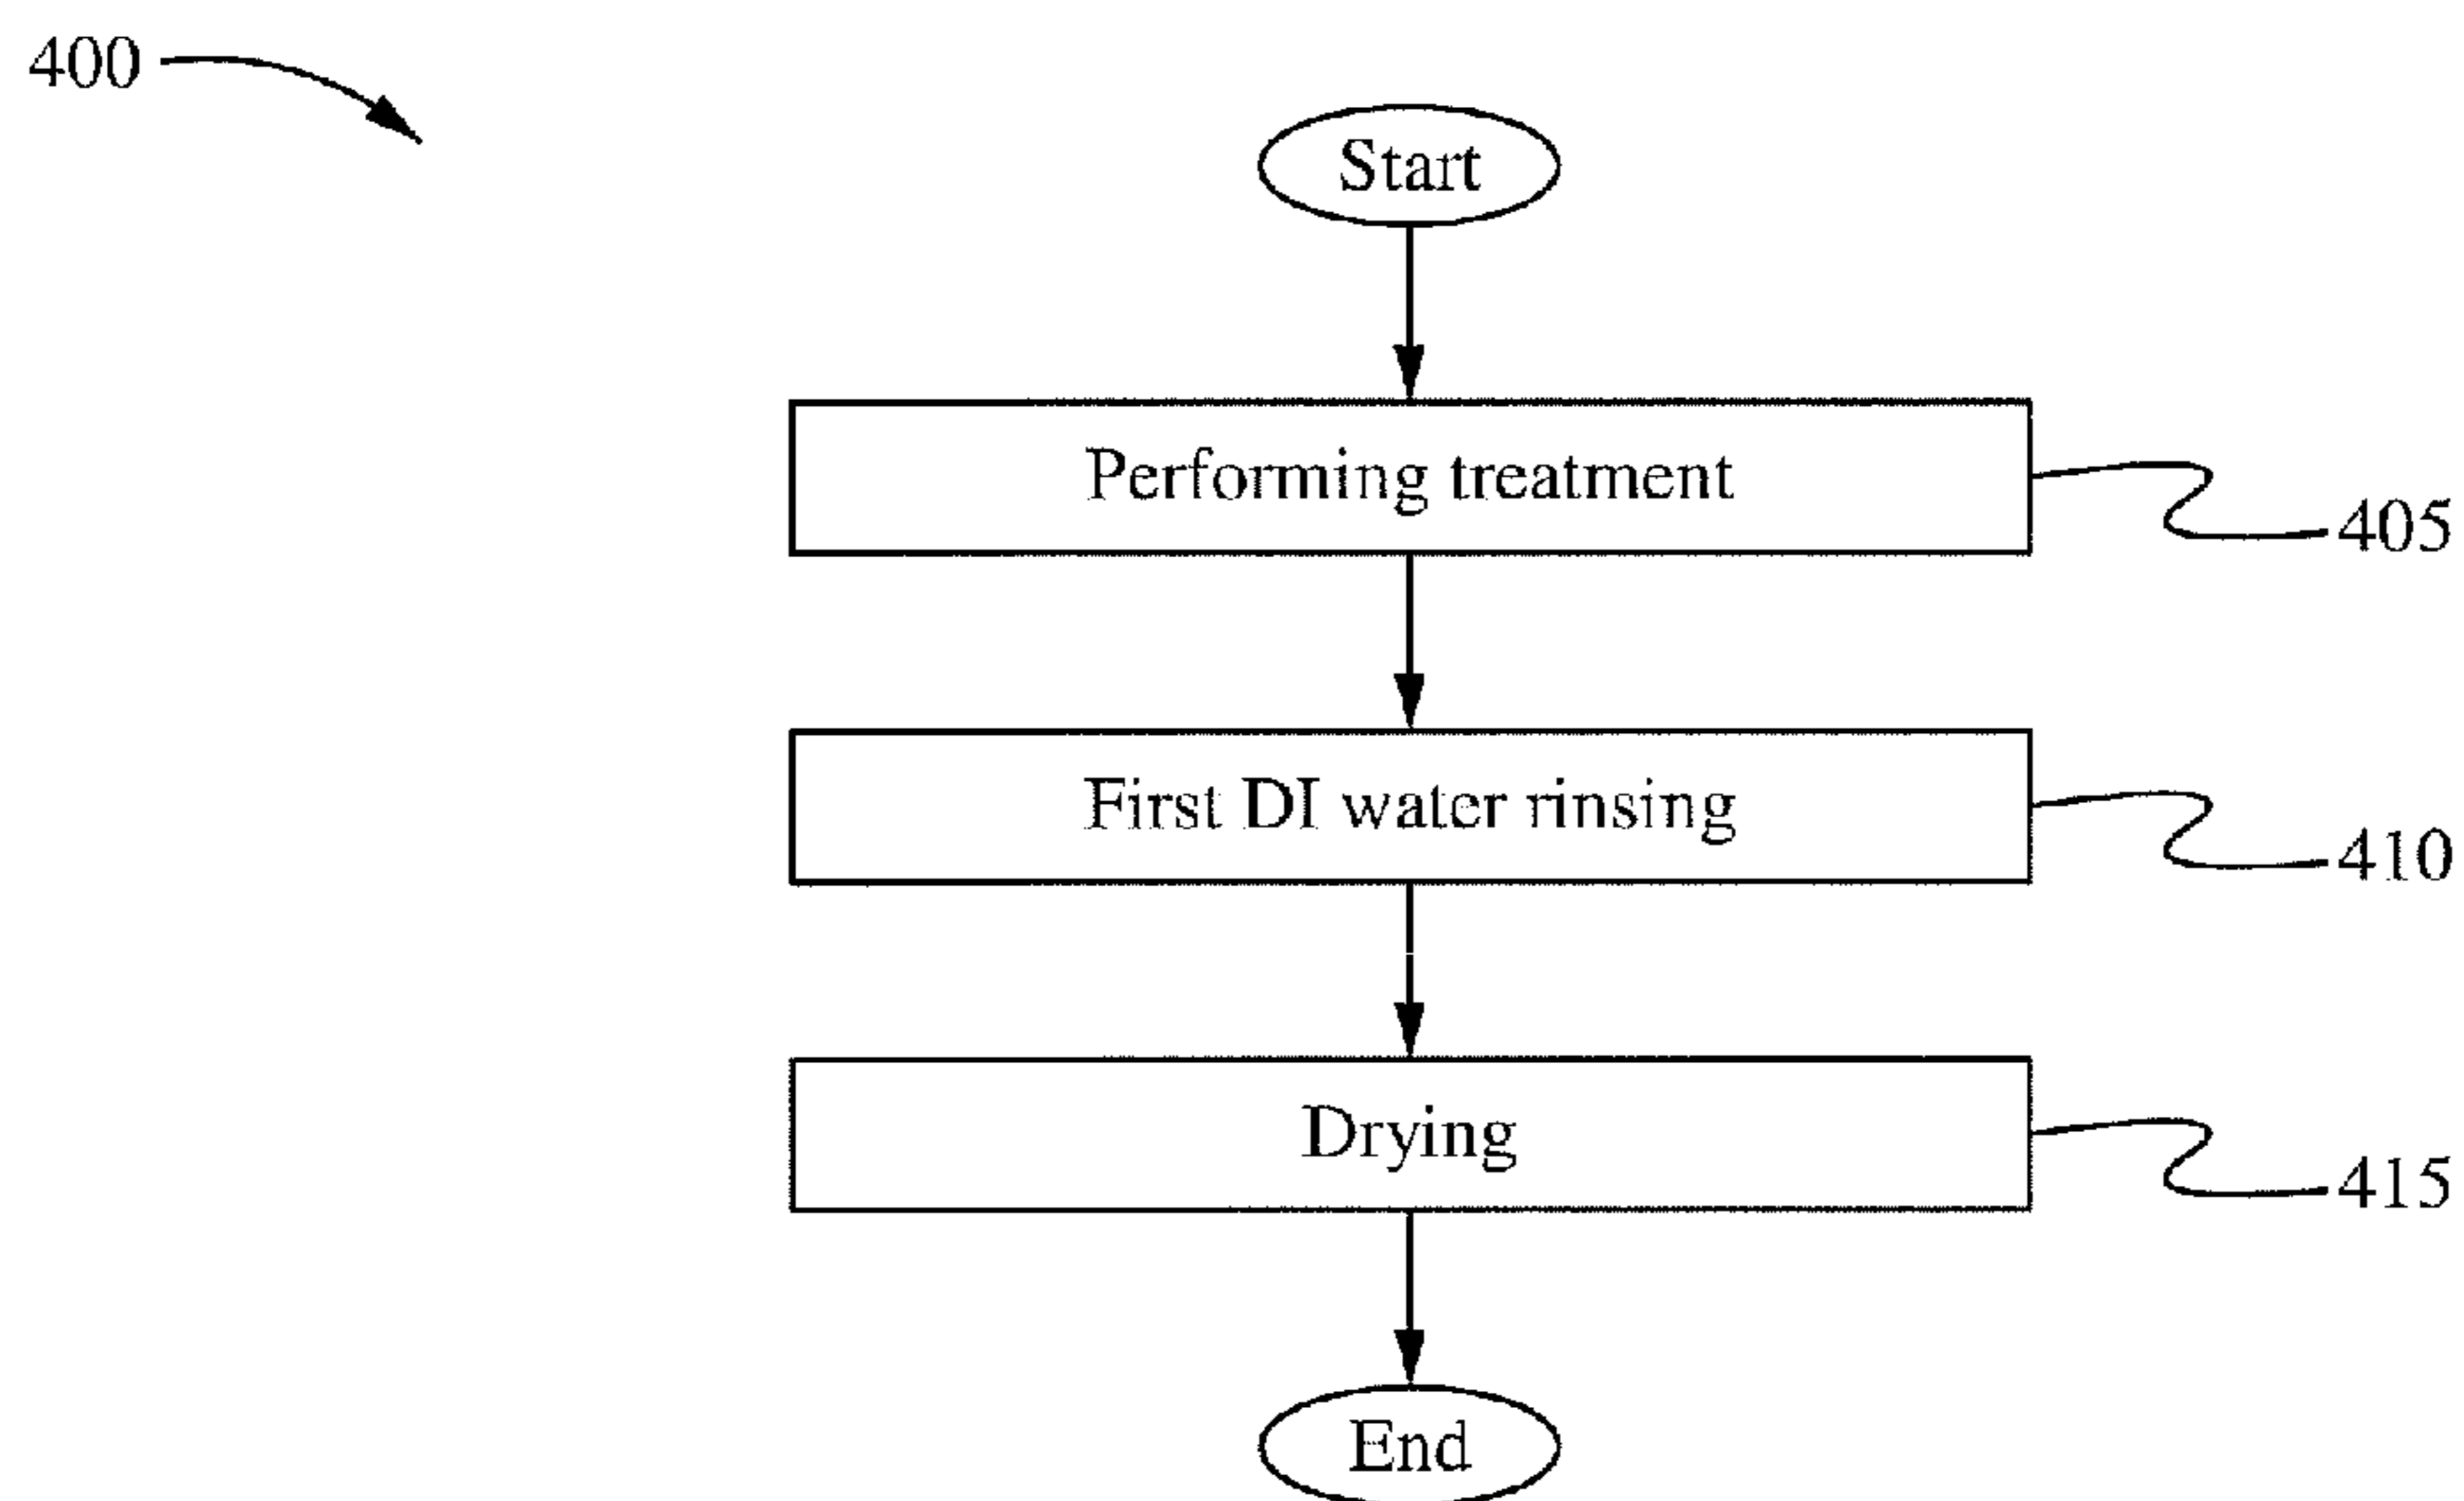 400
Start
Performing treatment
405
First DI water rinsing
410
Drying
415
End